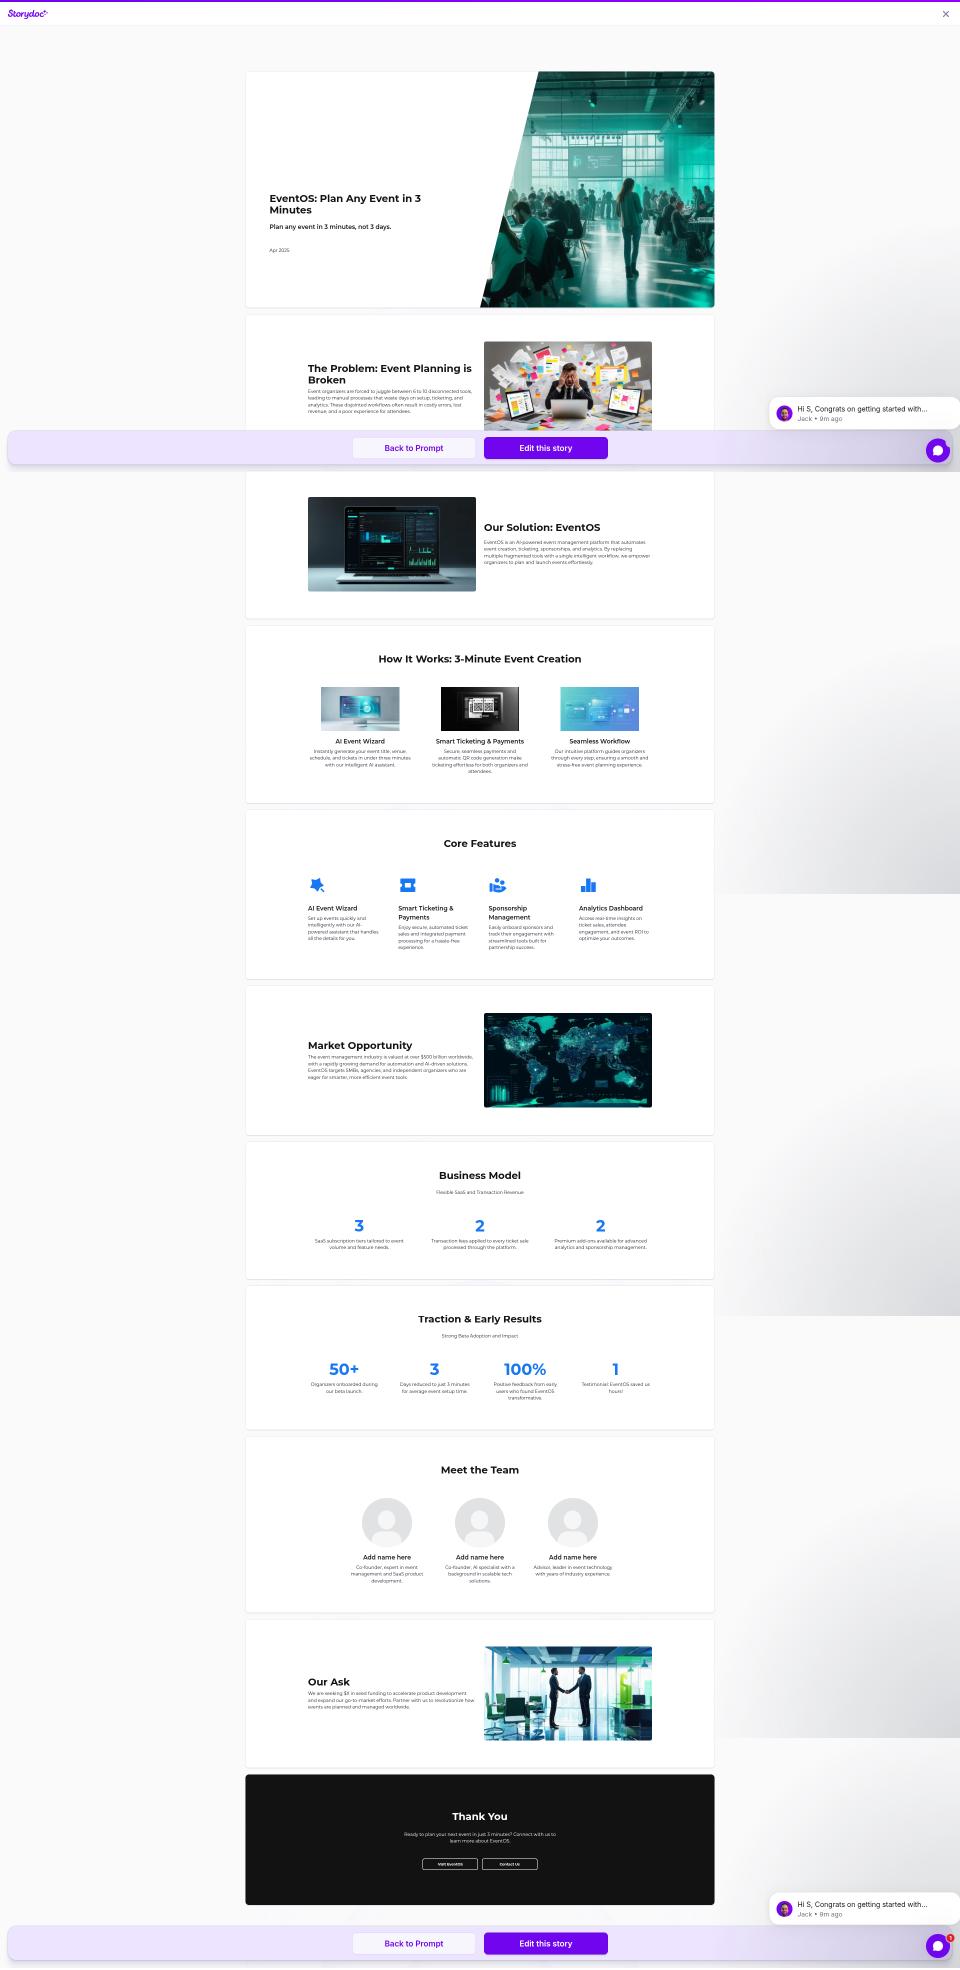 Storydoc
EventOS: Plan Any Event in 3
Minutes
Plan any event in 3 minutes, not 3 days.
Apr 2025
The Problem: Event Planning is
Broken
Event organizers are forced to juggle between 6 to 10 disconnected tools,
leading to manual processes that waste days on setup, ticketing, and
analytics. These disjointed workflows often result in costly errors, lost
revenue, and a poor experience for attendees.
Hi S, Congrats on getting started with...
Jack • 9m ago
Back to Prompt
Edit this story
Our Solution: EventOS
EventOS is an AI-powered event management platform that automates
event creation, ticketing, sponsorships, and analytics. By replacing
multiple fragmented tools with a single intelligent workflow, we empower
organizers to plan and launch events effortlessly.
How It Works: 3-Minute Event Creation
AI Event Wizard
Instantly generate your event title, venue,
schedule, and tickets in under three minutes
with our intelligent AI assistant.
Smart Ticketing & Payments
Secure, seamless payments and
automatic QR code generation make
ticketing effortless for both organizers and
attendees.
Seamless Workflow
Our intuitive platform guides organizers
through every step, ensuring a smooth and
stress-free event planning experience.
Core Features
AI Event Wizard
Set up events quickly and
intelligently with our AI-
powered assistant that handles
all the details for you.
Smart Ticketing &
Payments
Enjoy secure, automated ticket
sales and integrated payment
processing for a hassle-free
experience.
Sponsorship
Management
Easily onboard sponsors and
track their engagement with
streamlined tools built for
partnership success.
Analytics Dashboard
Access real-time insights on
ticket sales, attendee
engagement, and event ROI to
optimize your outcomes.
Market Opportunity
The event management industry is valued at over $500 billion worldwide,
with a rapidly growing demand for automation and AI-driven solutions.
EventOS targets SMBs, agencies, and independent organizers who are
eager for smarter, more efficient event tools.
Business Model
Flexible SaaS and Transaction Revenue
3
SaaS subscription tiers tailored to event
volume and feature needs.
2
Transaction fees applied to every ticket sale
processed through the platform.
2
Premium add-ons available for advanced
analytics and sponsorship management.
Traction & Early Results
Strong Beta Adoption and Impact
50+
Organizers onboarded during
our beta launch.
3
Days reduced to just 3 minutes
for average event setup time.
100%
Positive feedback from early
users who found EventOS
transformative.
1
Testimonial: EventOS saved us
hours!
Meet the Team
Add name here
Co-founder, expert in event
management and SaaS product
development.
Add name here
Co-founder, AI specialist with a
background in scalable tech
solutions.
Add name here
Advisor, leader in event technology
with years of industry experience.
Our Ask
We are seeking $X in seed funding to accelerate product development
and expand our go-to-market efforts. Partner with us to revolutionize how
events are planned and managed worldwide.
Thank You
Ready to plan your next event in just 3 minutes? Connect with us to
learn more about EventOS.
Visit EventOS
Contact Us
Hi S, Congrats on getting started with...
Jack • 9m ago
Back to Prompt
Edit this story
1